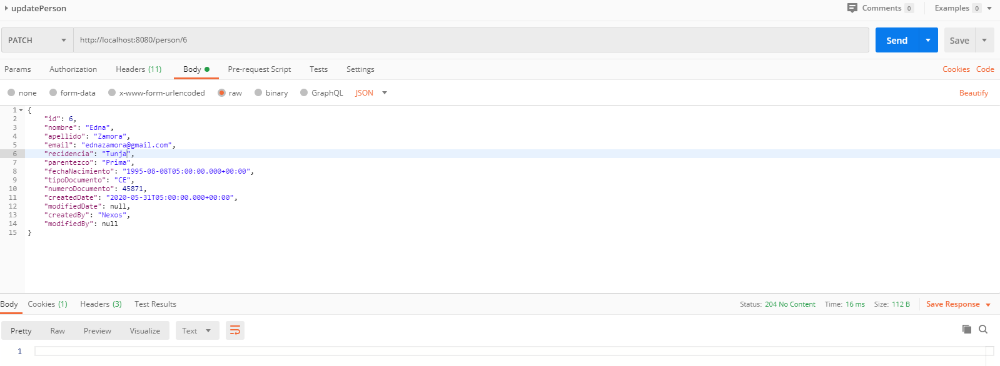 updatePerson
Comments 0 Examples 0
PATCH http://localhost:8080/person/6 Send Save
Params Authorization Headers (11) Body Pre-request Script Tests Settings Cookies Code
none form-data x-www-form-urlencoded raw binary GraphQL JSON Beautify
1 {
2 "id": 6,
3 "nombre": "Edna",
4 "apellido": "Zamora",
5 "email": "ednazamora@gmail.com",
6 "recidencia": "Tunja",
7 "parentezco": "Prima",
8 "fechaNacimiento": "1995-08-08T05:00:00.000+00:00",
9 "tipoDocumento": "CE",
10 "numeroDocumento": 45871,
11 "createdDate": "2020-05-31T05:00:00.000+00:00",
12 "modifiedDate": null,
13 "createdBy": "Nexos",
14 "modifiedBy": null
15 }
Body Cookies (1) Headers (3) Test Results Status: 204 No Content Time: 16 ms Size: 112 B Save Response
Pretty Raw Preview Visualize Text
1